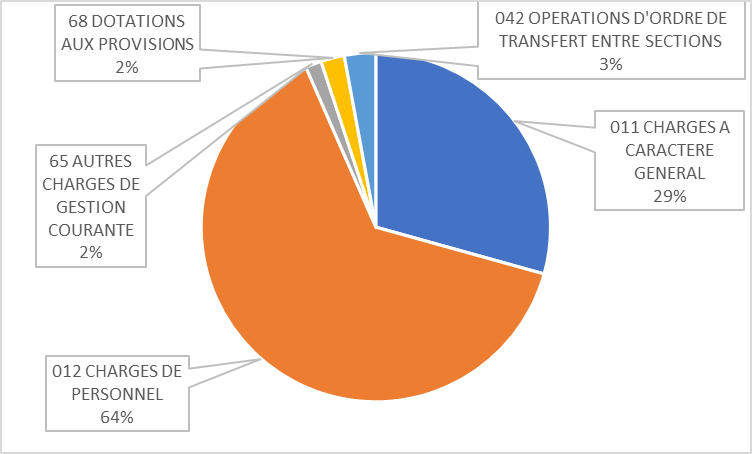 68 DOTATIONS
AUX PROVISIONS
2%
042 OPERATIONS D'ORDRE DE
TRANSFERT ENTRE SECTIONS
3%
011 CHARGES A
CARACTERE
GENERAL
29%
65 AUTRES
CHARGES DE
GESTION
COURANTE
2%
012 CHARGES DE
PERSONNEL
64%